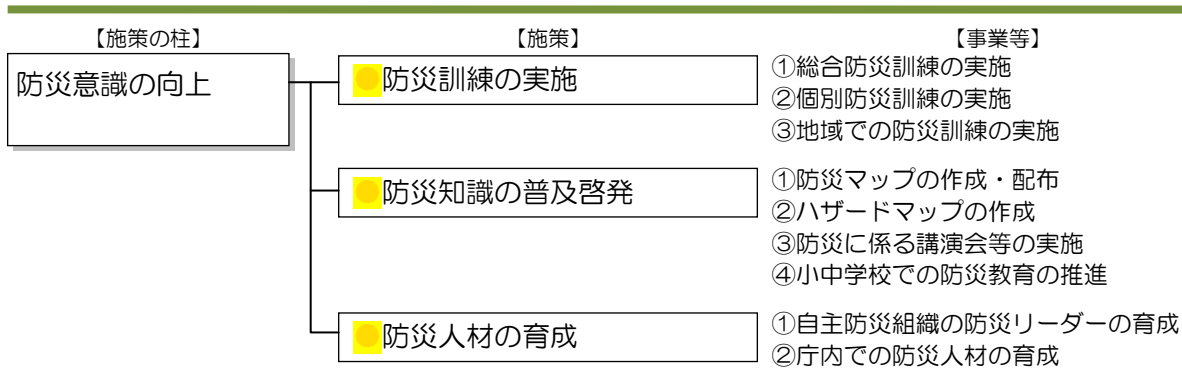 【施策の柱】 【施策】 【事業等】
防災意識の向上
●防災訓練の実施
①総合防災訓練の実施
②個別防災訓練の実施
③地域での防災訓練の実施
●防災知識の普及啓発
①防災マップの作成・配布
②ハザードマップの作成
③防災に係る講演会等の実施
④小中学校での防災教育の推進
●防災人材の育成
①自主防災組織の防災リーダーの育成
②庁内での防災人材の育成